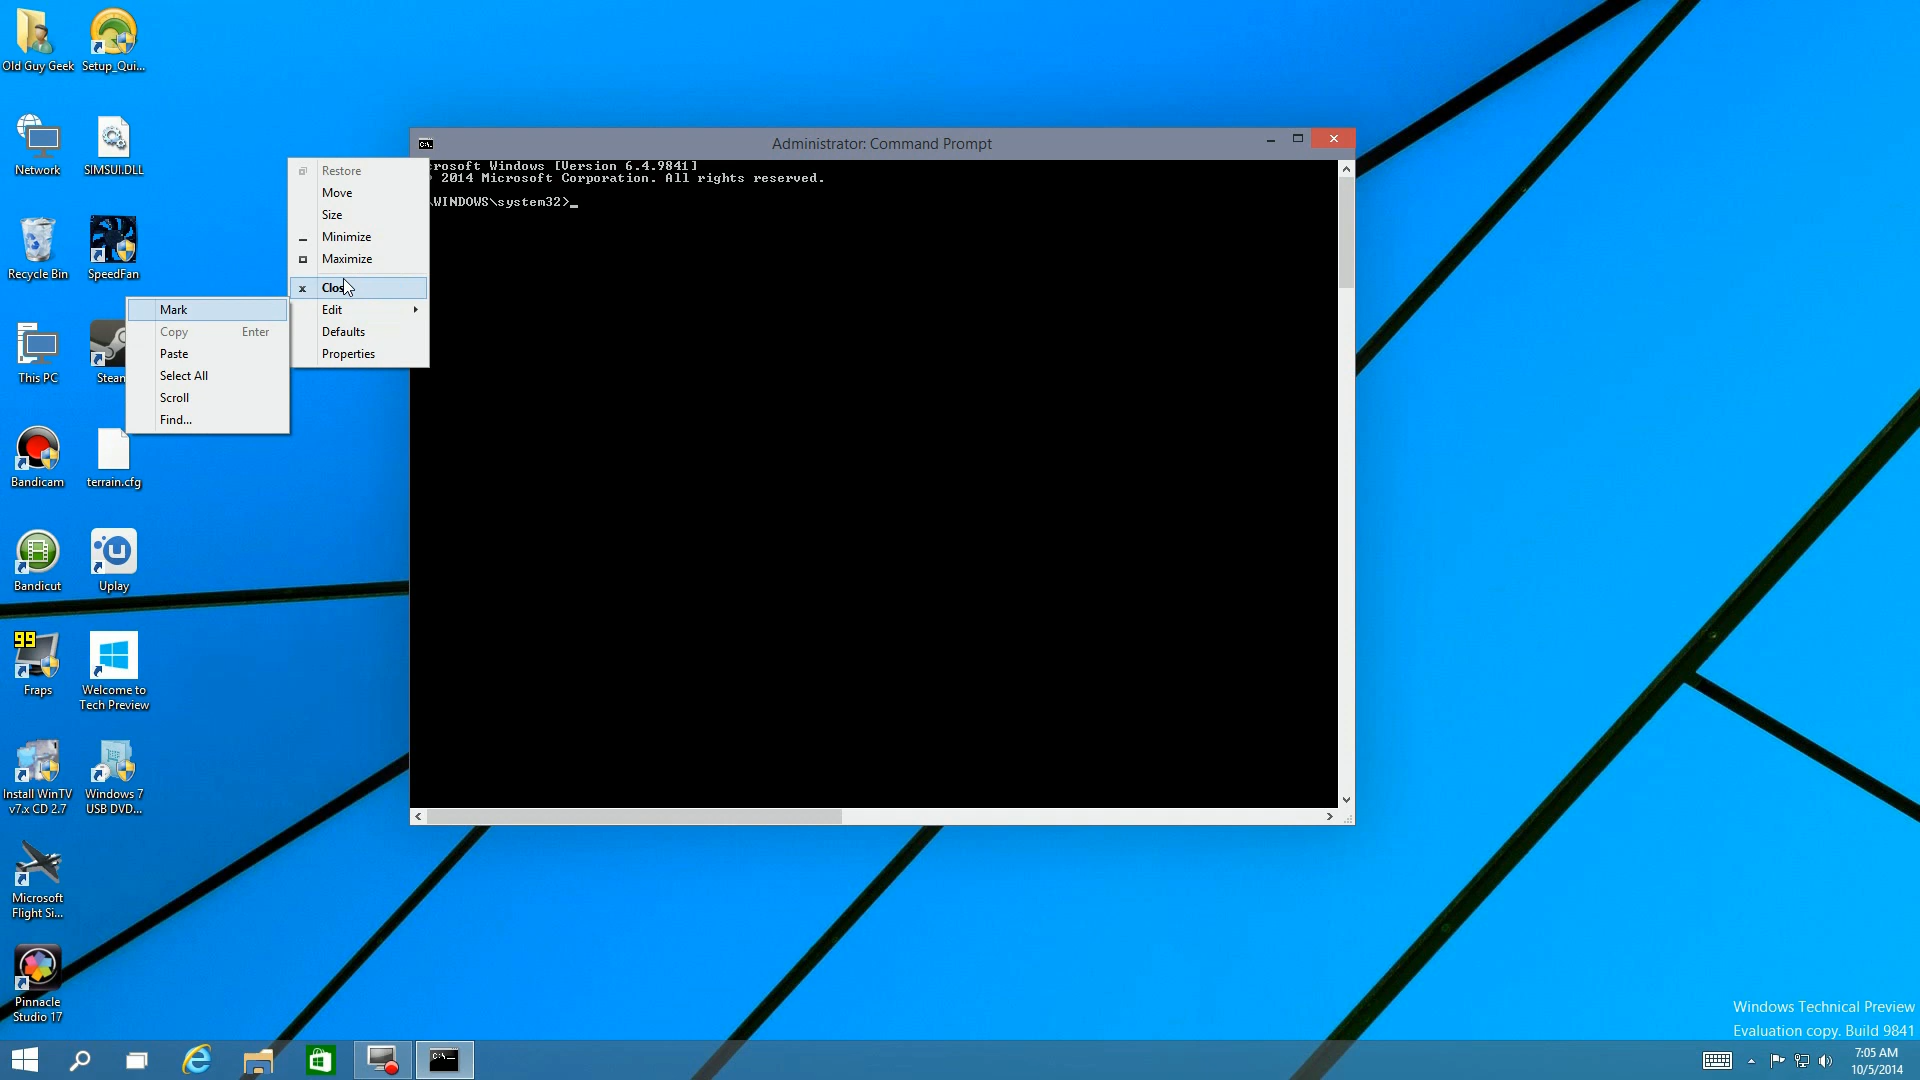 Old Guy Geek
Setup_Qui...
Network
SIMSUI.DLL
Recycle Bin
SpeedFan
This PC
Steam
Bandicam
terrain.cfg
Bandicut
Uplay
99
Fraps
Welcome to
Tech Preview
Install WinTV
v7.x CD 2.7
Windows 7
USB DVD...
Microsoft
Flight Si...
Pinnacle
Studio 17
Mark
Copy Enter
Paste
Select All
Scroll
Find...
Restore
Move
Size
Minimize
Maximize
x Clos
Edit
Defaults
Properties
C:\.
Administrator: Command Prompt
crosoft Windows [Version 6.4.9841]
2014 Microsoft Corporation. All rights reserved.
\WINDOWS\system32>_
Windows Technical Preview
Evaluation copy. Build 9841
C:\._
7:05 AM
10/5/2014